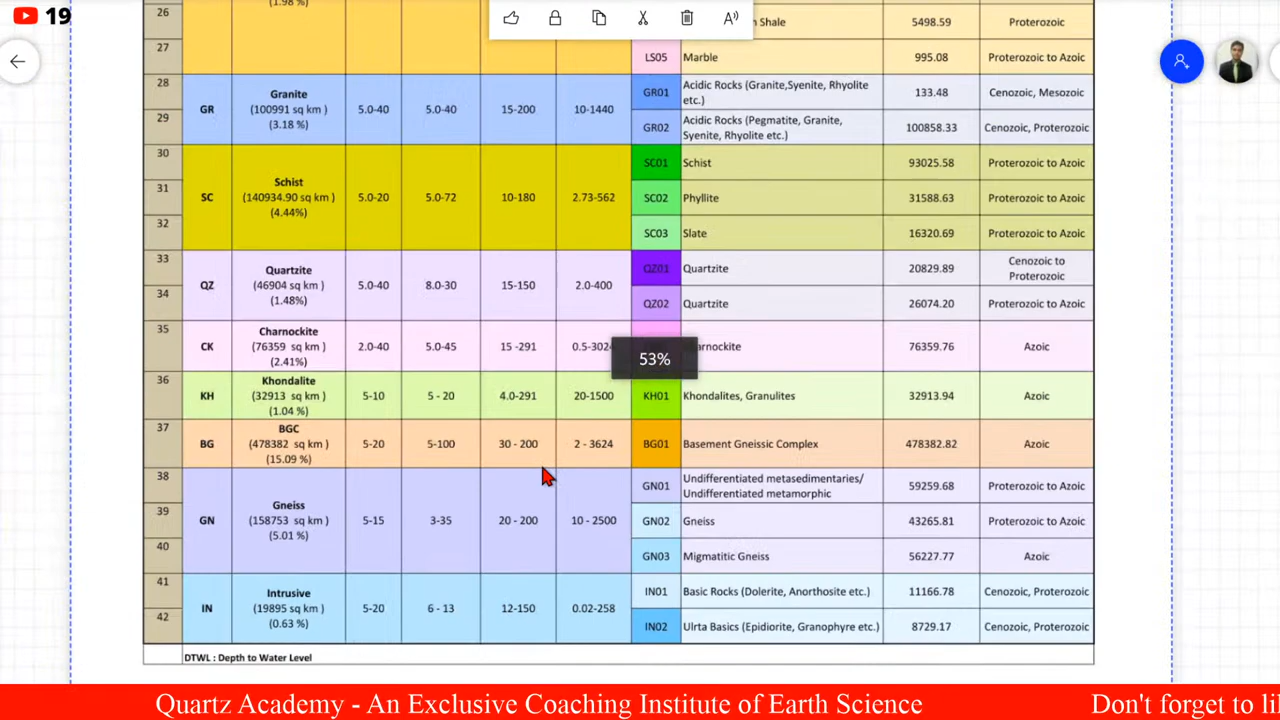 19
(1.98 %)
26
Shale
5498.59
Proterozoic
27
LS05
Marble
995.08
Proterozoic to Azoic
28
29
GR
Granite
(100991 sq km)
(3.18 %)
5.0-40
5.0-40
15-200
10-1440
GR01
Acidic Rocks (Granite,Syenite, Rhyolite
etc.)
133.48
Cenozoic, Mesozoic
GR02
Acidic Rocks (Pegmatite, Granite,
Syenite, Rhyolite etc.)
100858.33
Cenozoic, Proterozoic
30
31
32
SC
Schist
(140934.90 sq km )
(4.44%)
5.0-20
5.0-72
10-180
2.73-562
SC01
Schist
93025.58
Proterozoic to Azoic
SC02
Phyllite
31588.63
Proterozoic to Azoic
SC03
Slate
16320.69
Proterozoic to Azoic
33
34
QZ
Quartzite
(46904 sq km )
(1.48%)
5.0-40
8.0-30
15-150
2.0-400
QZ01
Quartzite
20829.89
Cenozoic to
Proterozoic
QZ02
Quartzite
26074.20
Proterozoic to Azoic
35
CK
Charnockite
(76359 sq km )
(2.41%)
2.0-40
5.0-45
15 -291
0.5-3024
53%
arnockite
76359.76
Azoic
36
KH
Khondalite
(32913 sq km )
(1.04 %)
5-10
5 - 20
4.0-291
20-1500
KH01
Khondalites, Granulites
32913.94
Azoic
37
BG
BGC
(478382 sq km )
(15.09 %)
5-20
5-100
30 - 200
2 - 3624
BG01
Basement Gneissic Complex
478382.82
Azoic
38
39
40
GN
Gneiss
(158753 sq km )
(5.01 %)
5-15
3-35
20 - 200
10 - 2500
GN01
Undifferentiated metasedimentaries/
Undifferentiated metamorphic
59259.68
Proterozoic to Azoic
GN02
Gneiss
43265.81
Proterozoic to Azoic
GN03
Migmatitic Gneiss
56227.77
Azoic
41
42
IN
Intrusive
(19895 sq km )
(0.63 %)
5-20
6 - 13
12-150
0.02-258
IN01
Basic Rocks (Dolerite, Anorthosite etc.)
11166.78
Cenozoic, Proterozoic
IN02
Ulrta Basics (Epidiorite, Granophyre etc.)
8729.17
Cenozoic, Proterozoic
DTWL : Depth to Water Level
Quartz Academy - An Exclusive Coaching Institute of Earth Science
Don't forget to li